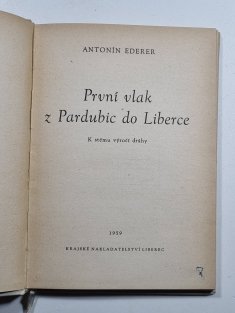 ANTONÍN EDERER
První vlak
z Pardubic do Liberce
K stému výročí dráhy
1959
KRAJSKÉ NAKLADATELSTVÍ LIBEREC